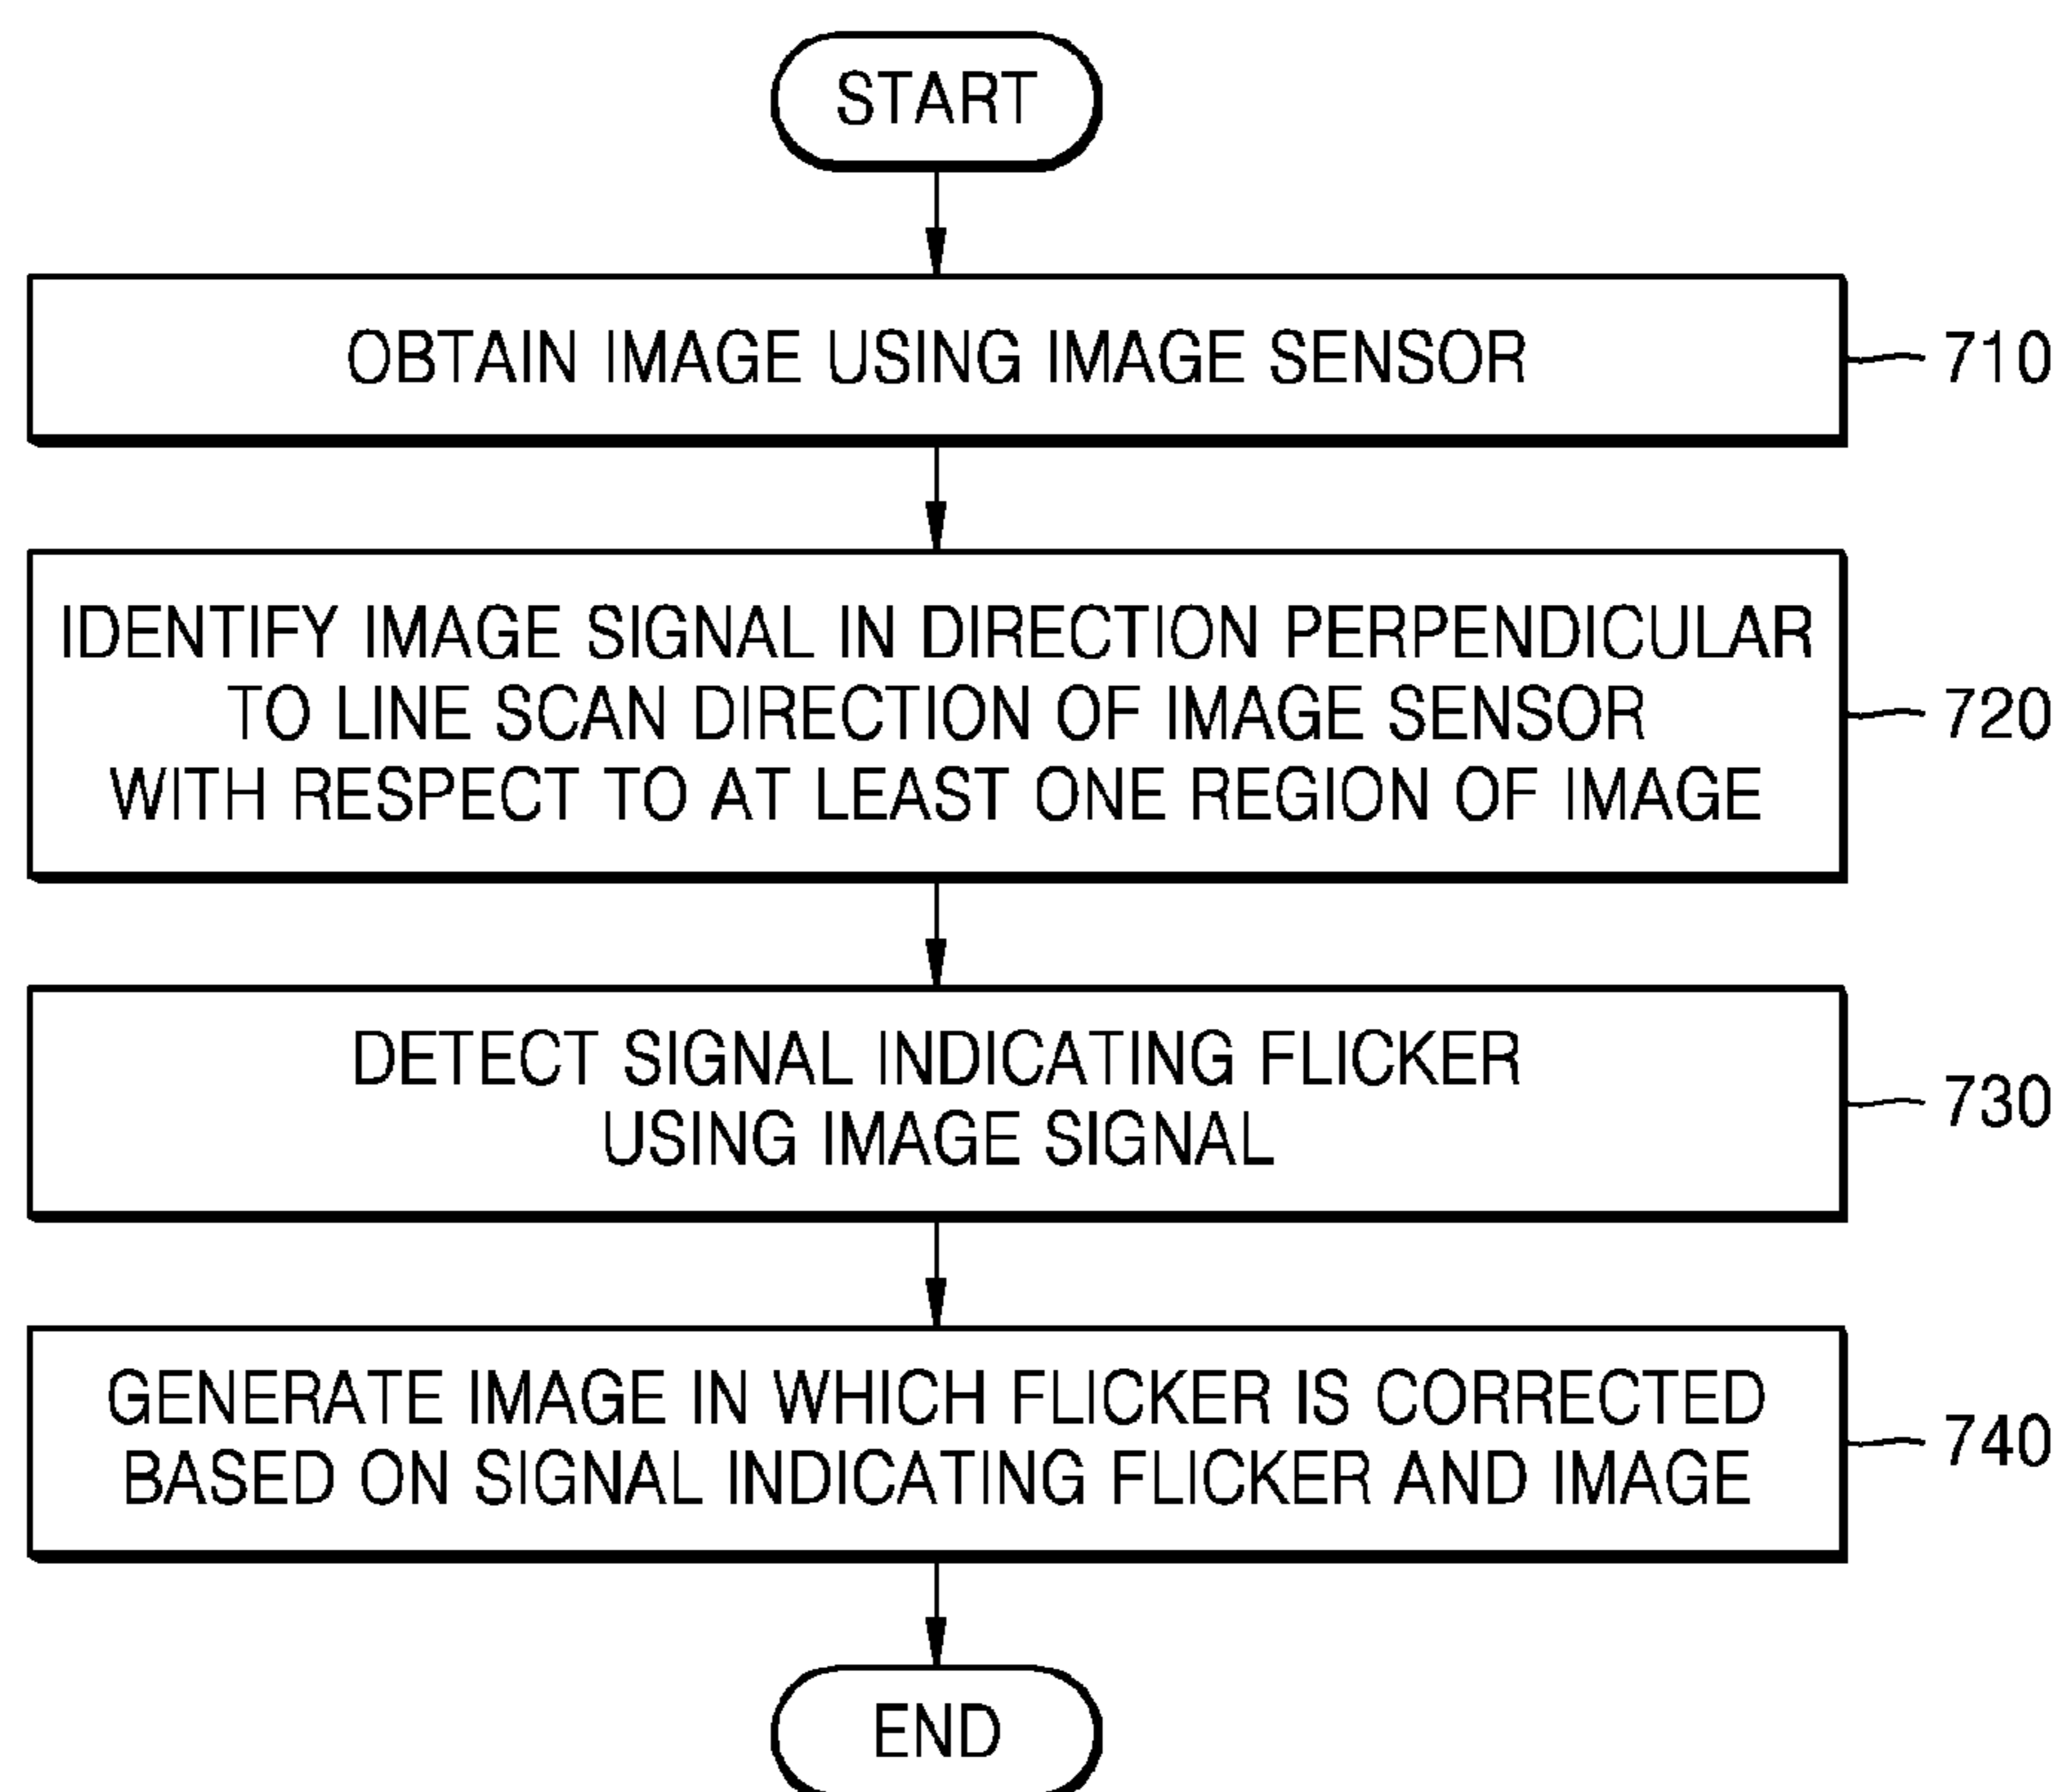 START
OBTAIN IMAGE USING IMAGE SENSOR
710
IDENTIFY IMAGE SIGNAL IN DIRECTION PERPENDICULAR
TO LINE SCAN DIRECTION OF IMAGE SENSOR
WITH RESPECT TO AT LEAST ONE REGION OF IMAGE
720
DETECT SIGNAL INDICATING FLICKER
USING IMAGE SIGNAL
730
GENERATE IMAGE IN WHICH FLICKER IS CORRECTED
BASED ON SIGNAL INDICATING FLICKER AND IMAGE
740
END